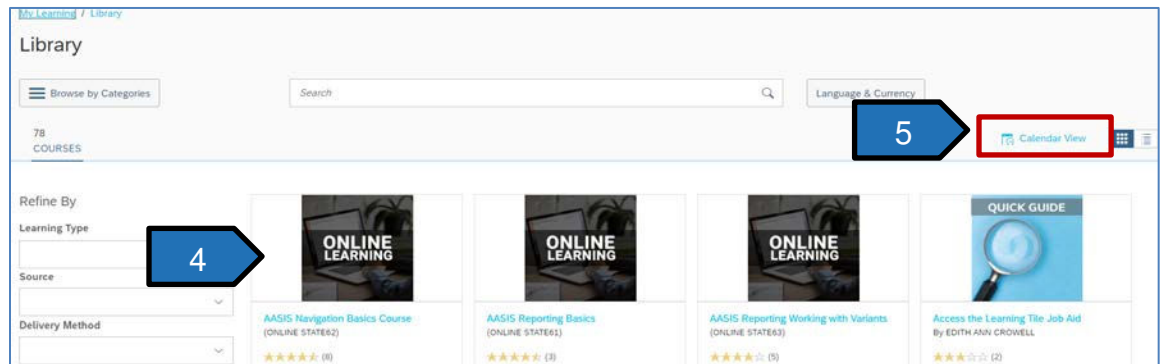 My Learning / Library
Library
Browse by Categories
Search
Language & Currency
5
78
COURSES
Calendar View
Refine By
Learning Type
4
Source
Delivery Method
ONLINE
LEARNING
AASIS Navigation Basics Course
(ONLINE STATE62)
(8)
ONLINE
LEARNING
AASIS Reporting Basics
(ONLINE STATE61)
(3)
ONLINE
LEARNING
AASIS Reporting Working with Variants
(ONLINE STATE63)
(5)
QUICK GUIDE
Access the Learning Tile Job Aid
By EDITH ANN CROWELL
(2)